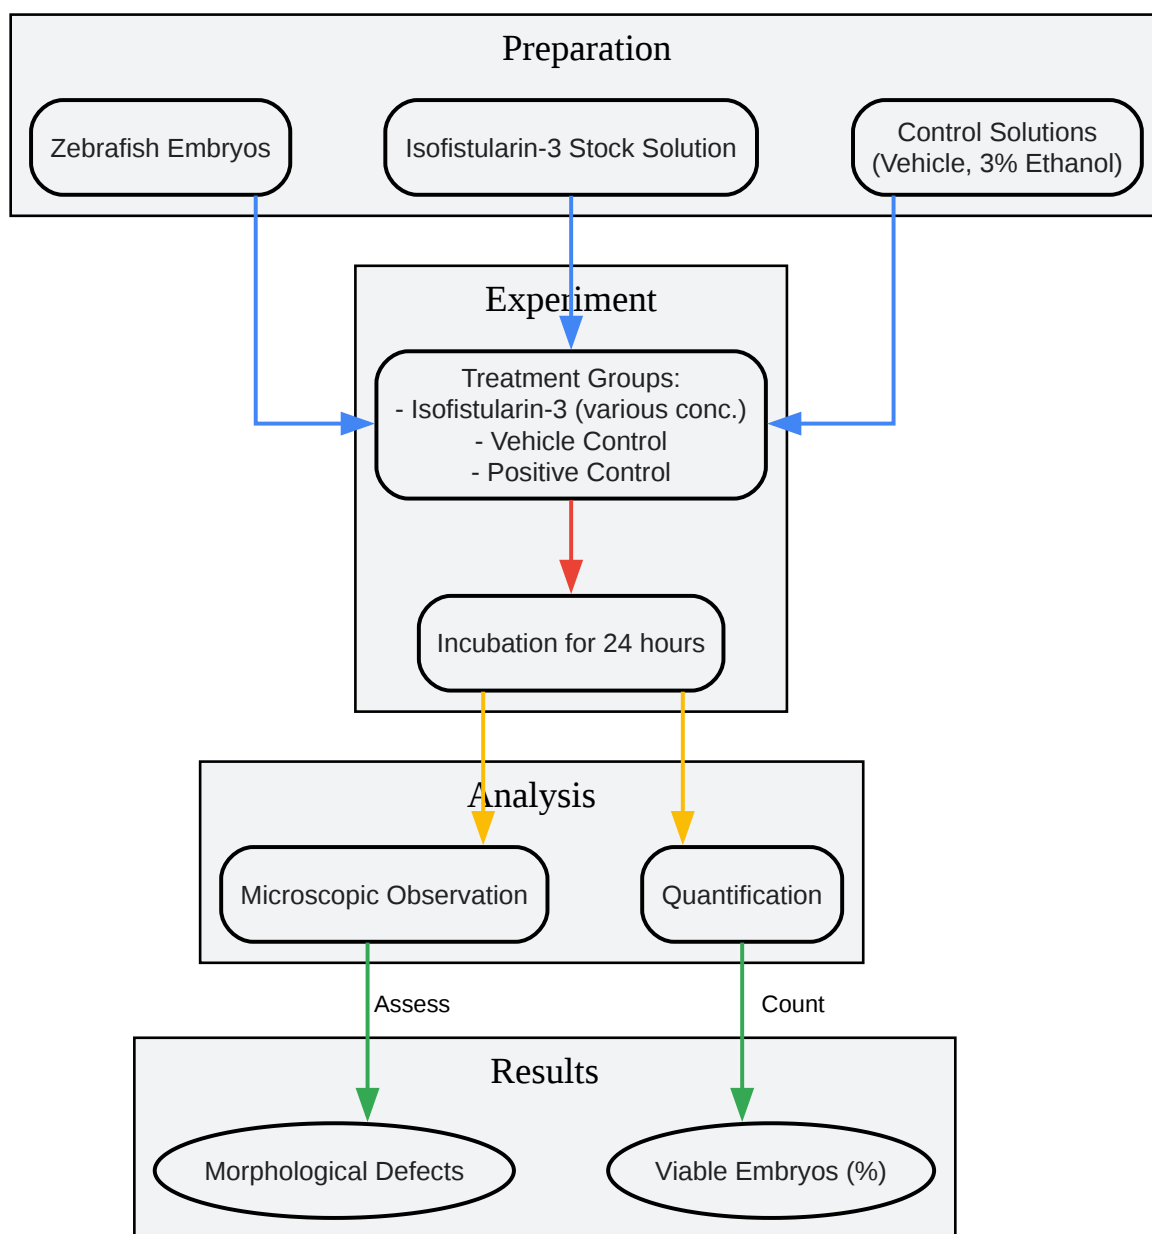 Preparation
Zebrafish Embryos
Isofistularin-3 Stock Solution
Control Solutions
(Vehicle, 3% Ethanol)
Experiment
Treatment Groups:
- Isofistularin-3 (various conc.)
- Vehicle Control
- Positive Control
Incubation for 24 hours
Analysis
Microscopic Observation
Quantification
Assess
Count
Results
Morphological Defects
Viable Embryos (%)